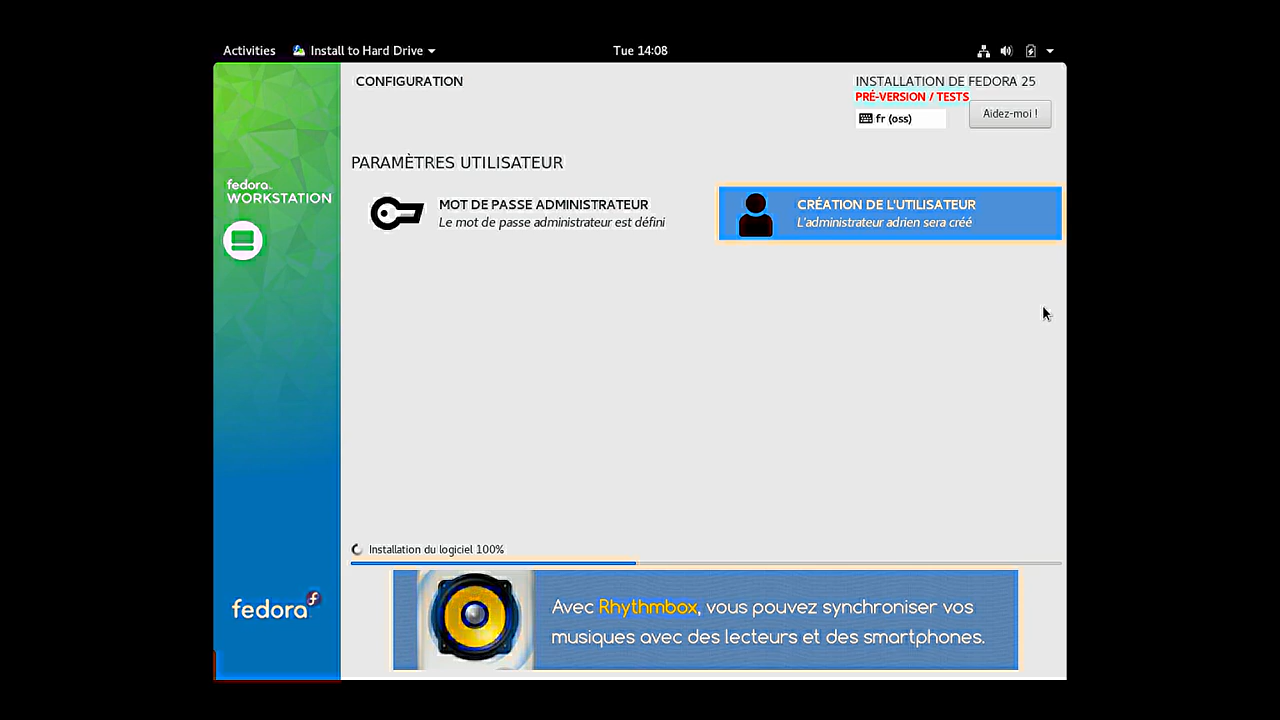 Activities Install to Hard Drive Tue 14:08
CONFIGURATION
INSTALLATION DE FEDORA 25
PRÉ-VERSION / TESTS
fr (oss)
Aidez-moi !
fedora
WORKSTATION
PARAMÈTRES UTILISATEUR
MOT DE PASSE ADMINISTRATEUR
Le mot de passe administrateur est défini
CRÉATION DE L'UTILISATEUR
L'administrateur adrien sera créé
Installation du logiciel 100%
fedora
Avec Rhythmbox, vous pouvez synchroniser vos
musiques avec des lecteurs et des smartphones.